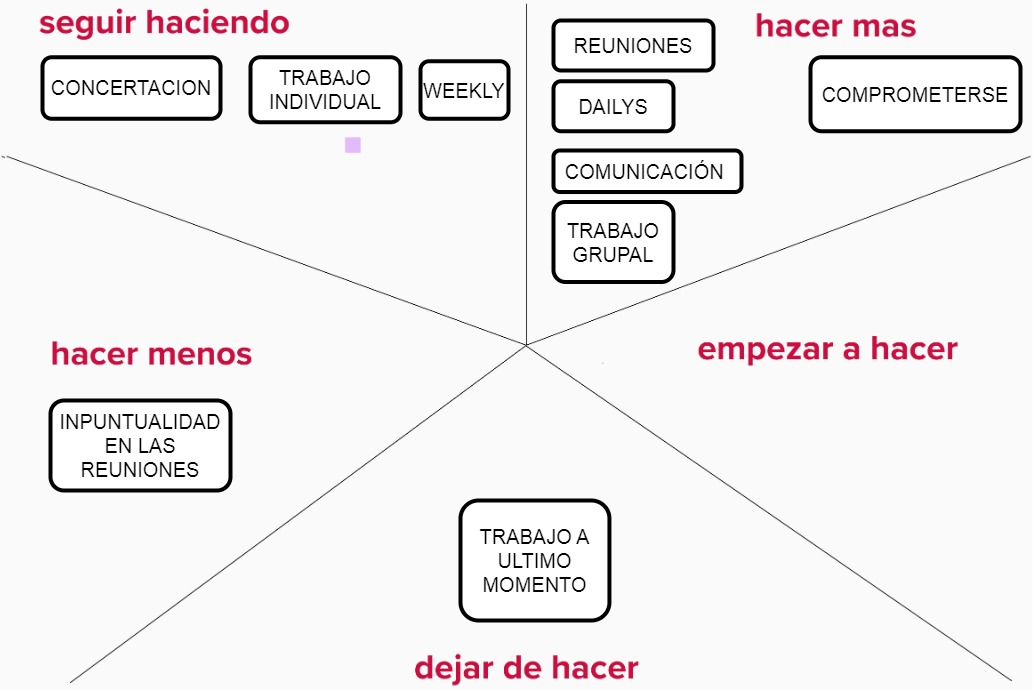 seguir haciendo
CONCERTACION
TRABAJO
INDIVIDUAL
WEEKLY
hacer mas
REUNIONES
DAILYS
COMUNICACIÓN
TRABAJO
GRUPAL
COMPROMETERSE
hacer menos
INPUNTUALIDAD
EN LAS
REUNIONES
empezar a hacer
TRABAJO A
ULTIMO
MOMENTO
dejar de hacer